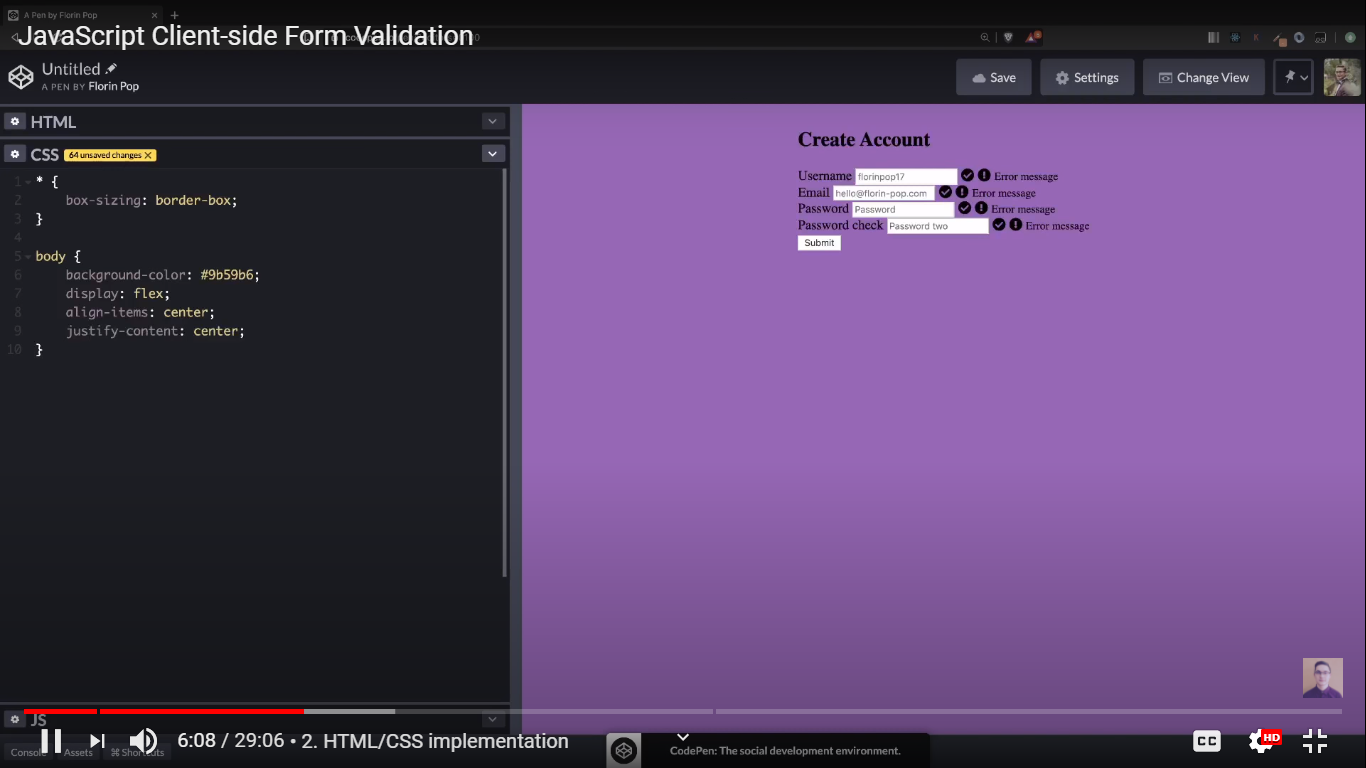 A Pen by Florin Pop
JavaScript Client-side Form Validation
Untitled
A PEN BY Florin Pop
Save
Settings
Change View
HTML
CSS 64 unsaved changes X
1 * {
2 box-sizing: border-box;
3 }
4
5 body {
6 background-color: #9b59b6;
7 display: flex;
8 align-items: center;
9 justify-content: center;
10 }
Create Account
Username florinpop17 Error message
Email hello@florin-pop.com Error message
Password Password Error message
Password check Password two Error message
Submit
JS
6:08 / 29:06 • 2. HTML/CSS implementation
CC
HD
Console Assets ⌘ Shortcuts
CodePen: The social development environment.